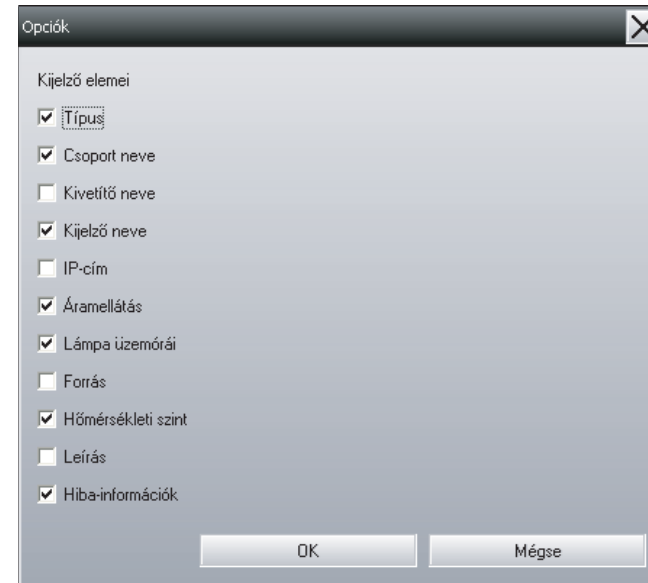 Opciók
Kijelző elemei
Típus
Csoport neve
Kivetítő neve
Kijelző neve
IP-cím
Áramellátás
Lámpa üzemórái
Forrás
Hőmérsékleti szint
Leírás
Hiba-információk
OK Mégse